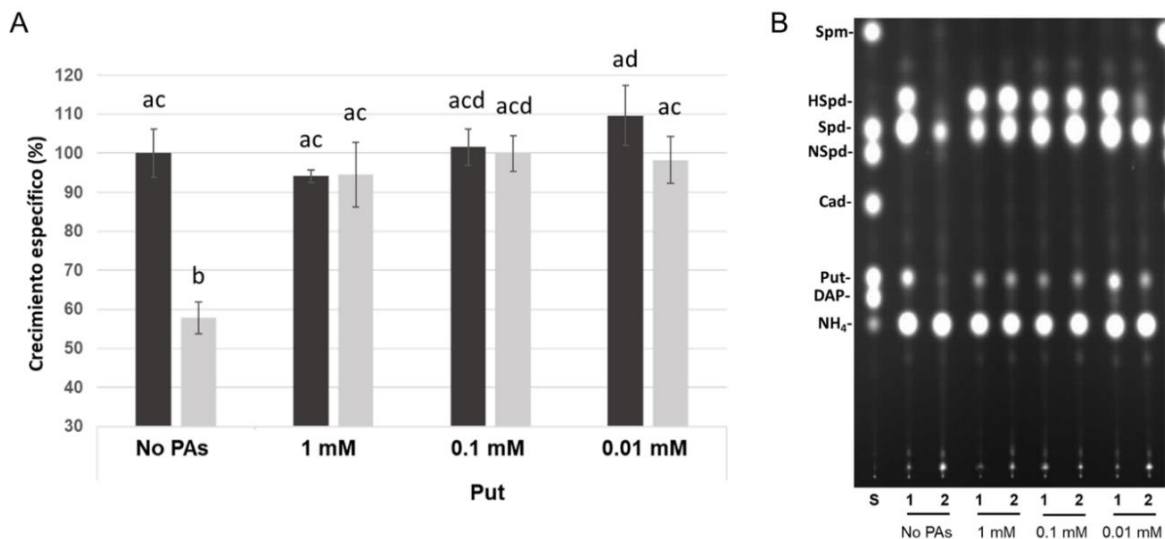 A
Crecimiento específico (%)
120
110
100
90
80
70
60
50
40
30
ac
b
ac
ac
acd
acd
ad
ac
No PAs
1 mM
0.1 mM
0.01 mM
Put
B
Spm-
HSpd-
Spd-
NSpd-
Cad-
Put-
DAP-
NH₄-
S 1 2 1 2 1 2 1 2
No PAs 1 mM 0.1 mM 0.01 mM